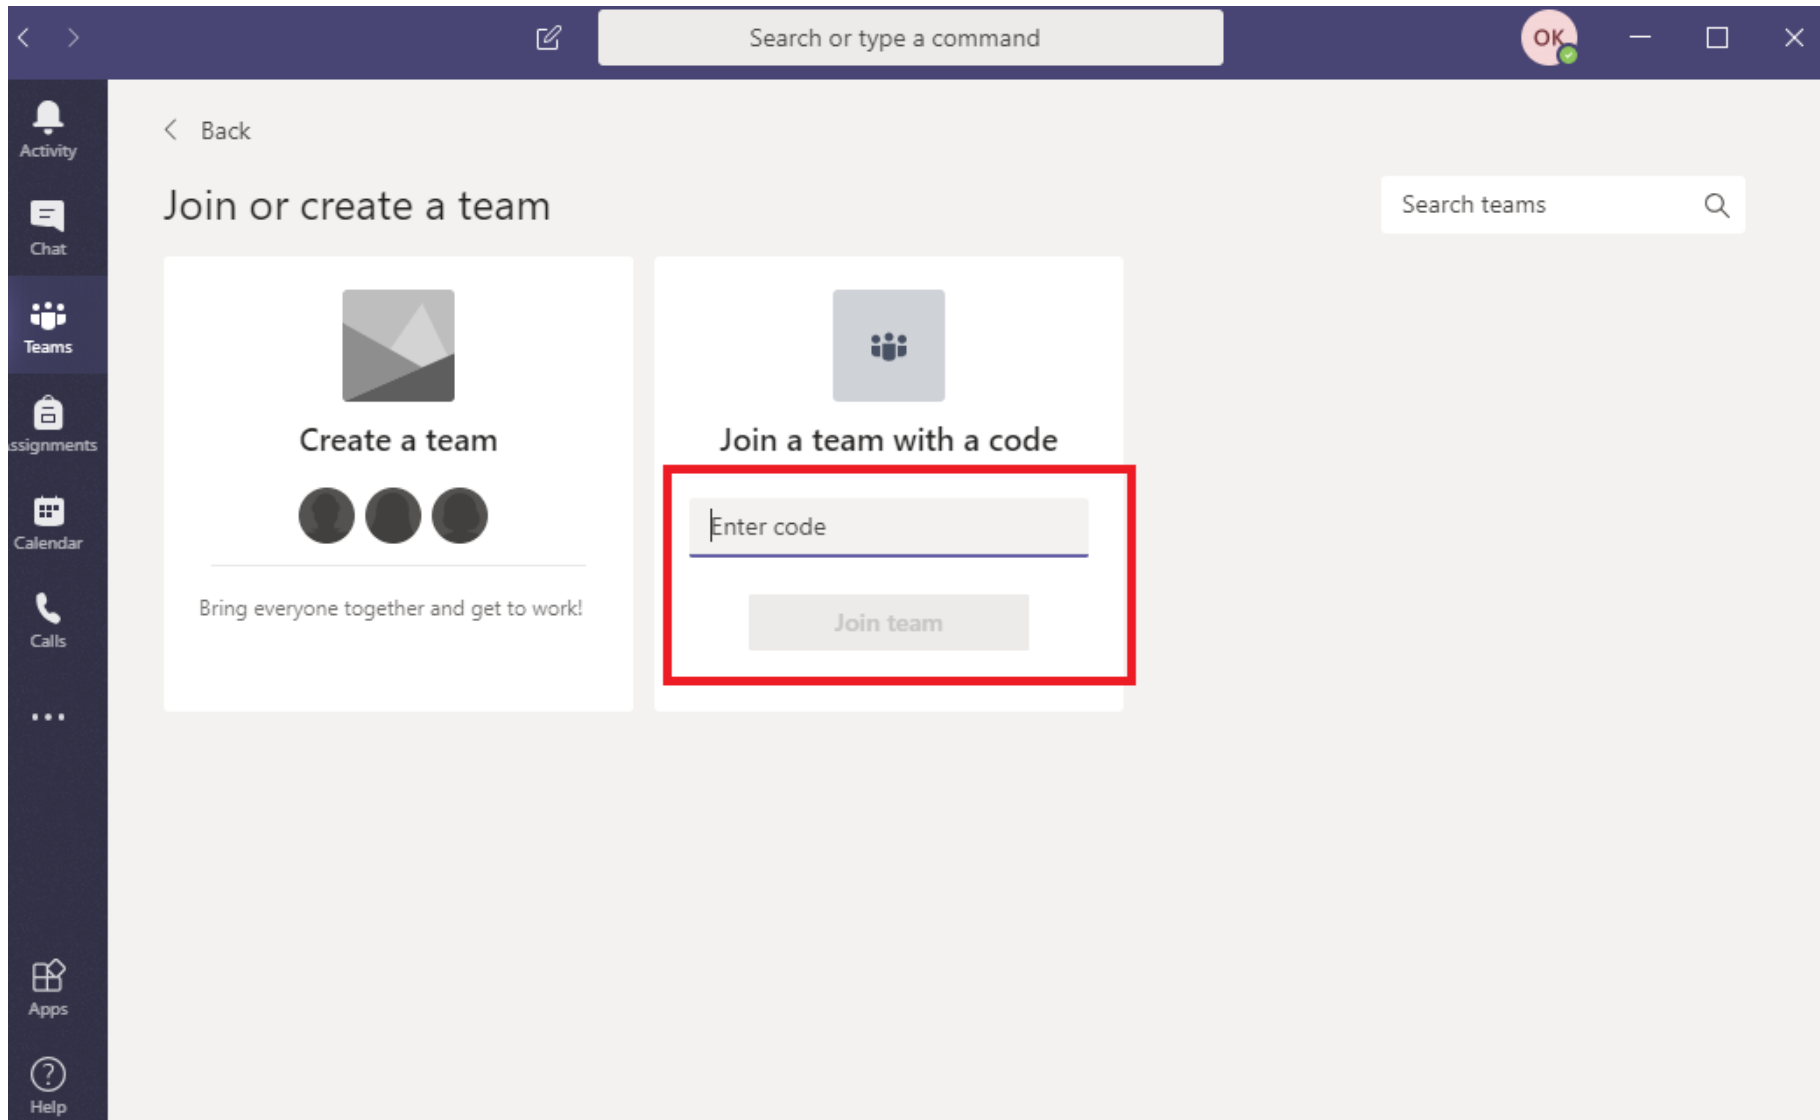 Search or type a command
OK
Activity
Chat
Teams
ssignments
Calendar
Calls
Apps
Help
Back
Join or create a team
Search teams
Create a team
Bring everyone together and get to work!
Join a team with a code
Enter code
Join team